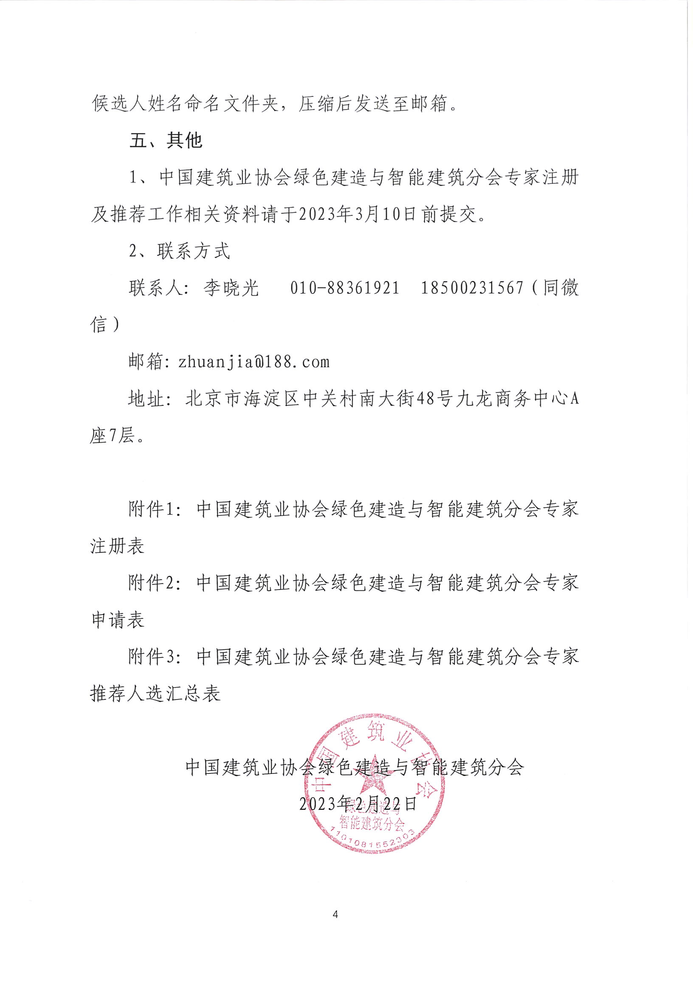 候选人姓名命名文件夹，压缩后发送至邮箱。
五、其他
1、中国建筑业协会绿色建造与智能建筑分会专家注册
及推荐工作相关资料请于2023年3月10日前提交。
2、联系方式
联系人：李晓光 010-88361921 18500231567（同微
信）
邮箱：zhuanjia@188.com
地址：北京市海淀区中关村南大街48号九龙商务中心A
座7层。
附件1：中国建筑业协会绿色建造与智能建筑分会专家
注册表
附件2：中国建筑业协会绿色建造与智能建筑分会专家
申请表
附件3：中国建筑业协会绿色建造与智能建筑分会专家
推荐人选汇总表
中国建筑业协会绿色建造与智能建筑分会
2023年2月22日
中国建筑业协会
绿色建造与
智能建筑分会
1101081552303
4